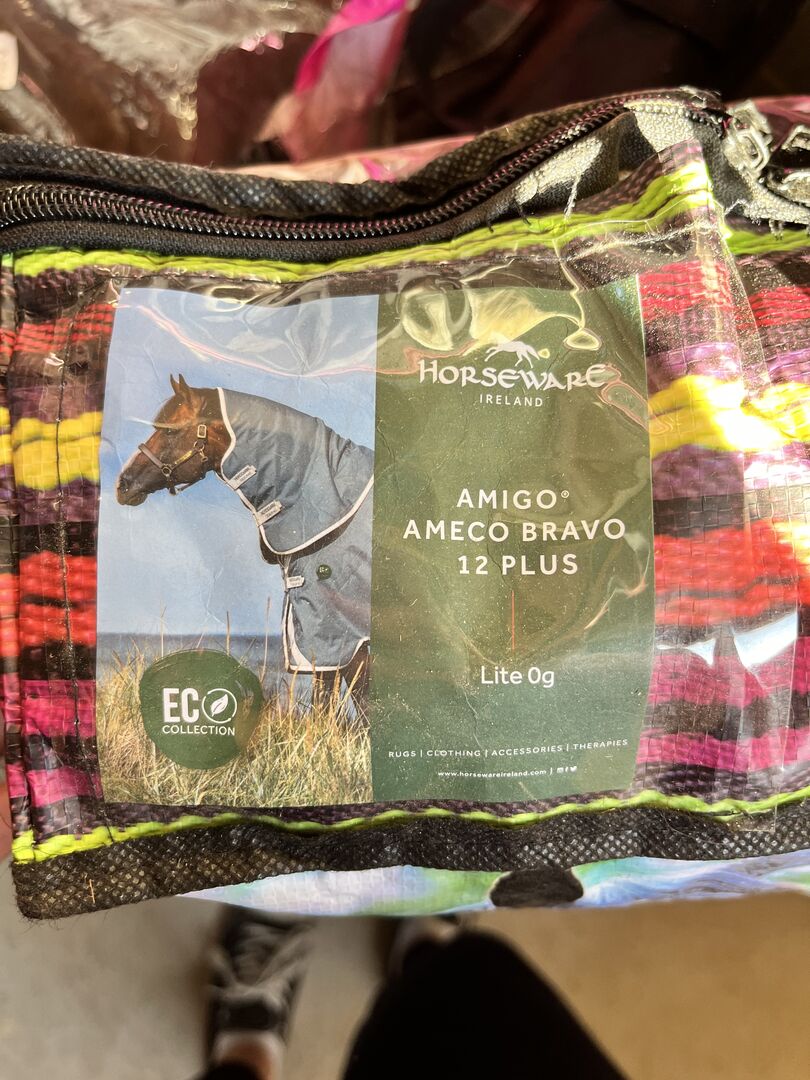 HORSEWARE
IRELAND
AMIGO®
AMECO BRAVO
12 PLUS
Lite 0g
ECO
COLLECTION
RUGS | CLOTHING | ACCESSORIES | THERAPIES
www.horsewareireland.com |